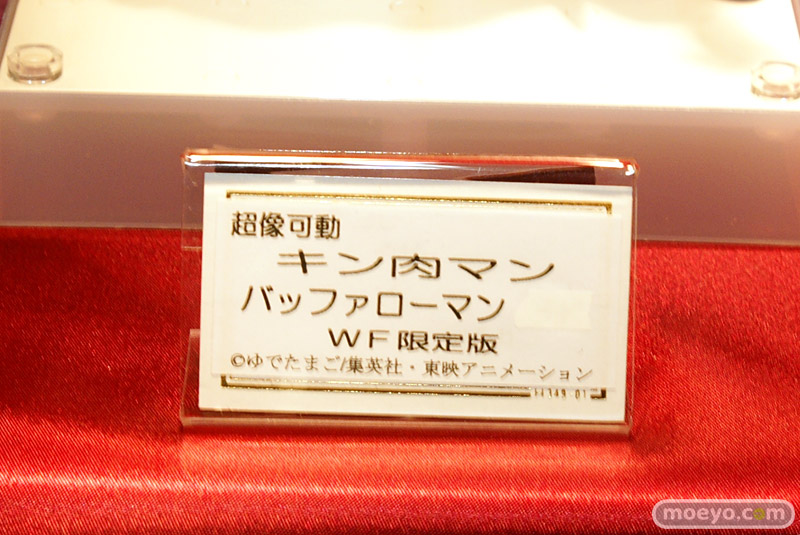 超像可動
キン肉マン
バッファローマン
WF限定版
©ゆでたまご/集英社・東映アニメーション
moeyo.com